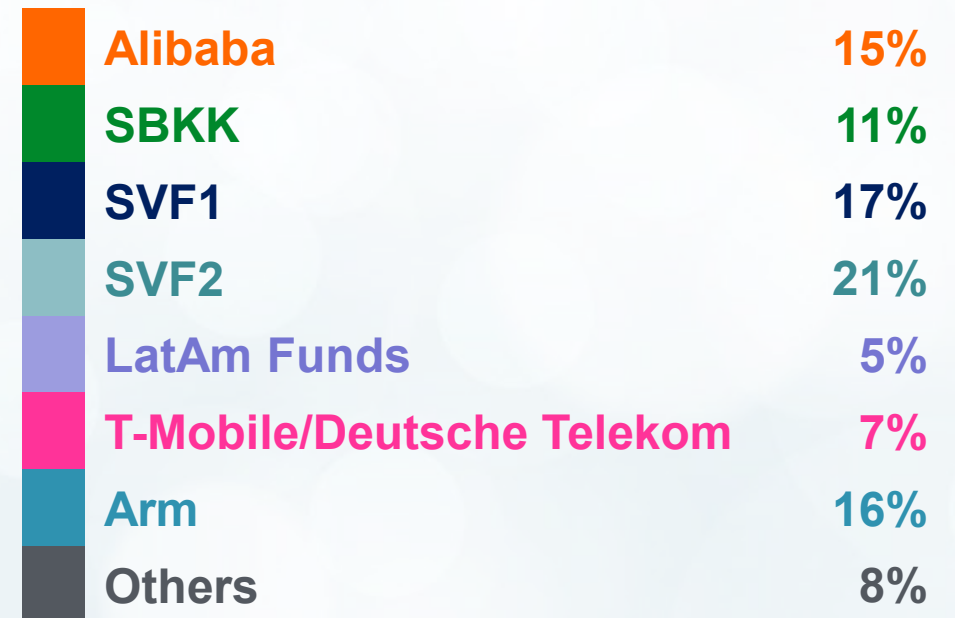 Alibaba 15%
SBKK 11%
SVF1 17%
SVF2 21%
LatAm Funds 5%
T-Mobile/Deutsche Telekom 7%
Arm 16%
Others 8%